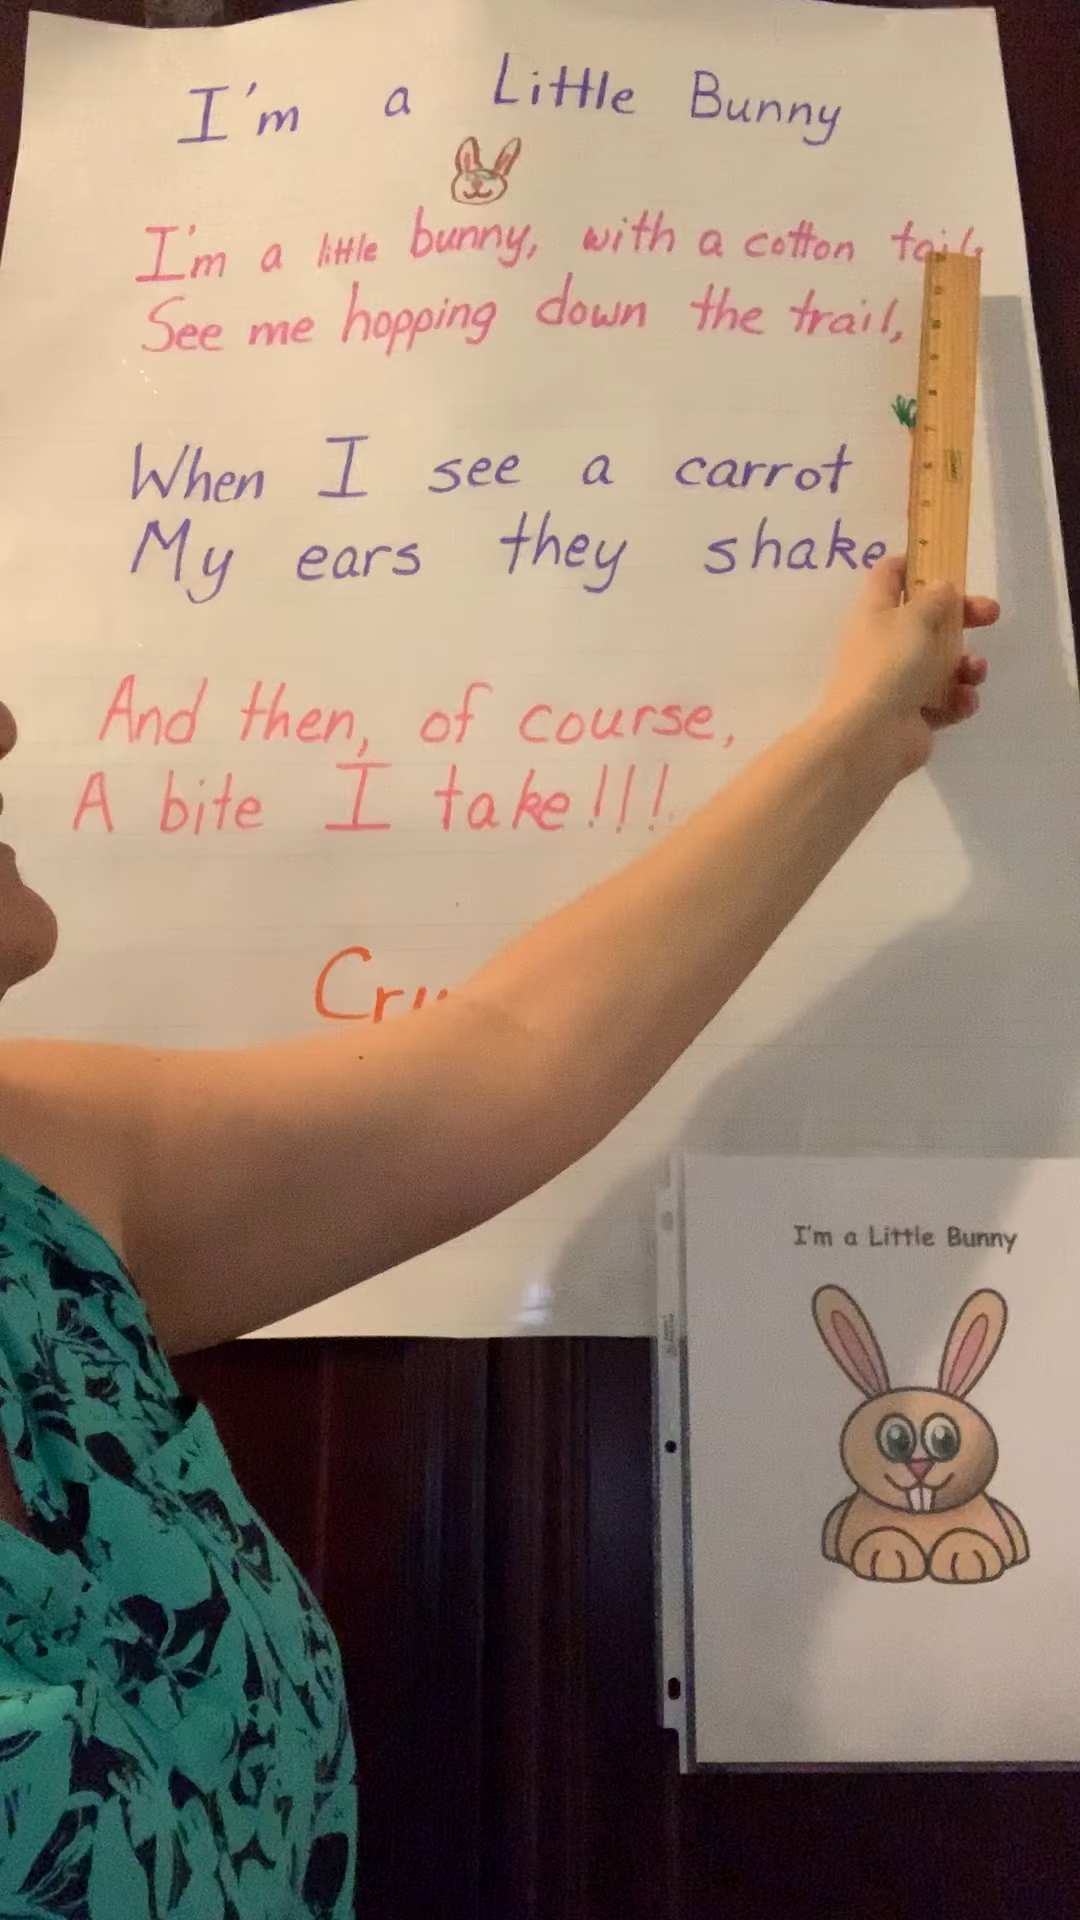 I'm a Little Bunny
I'm a little bunny, with a cotton tail,
See me hopping down the trail,
When I see a carrot
My ears they shake
And then, of course,
A bite I take!!!
I'm a Little Bunny